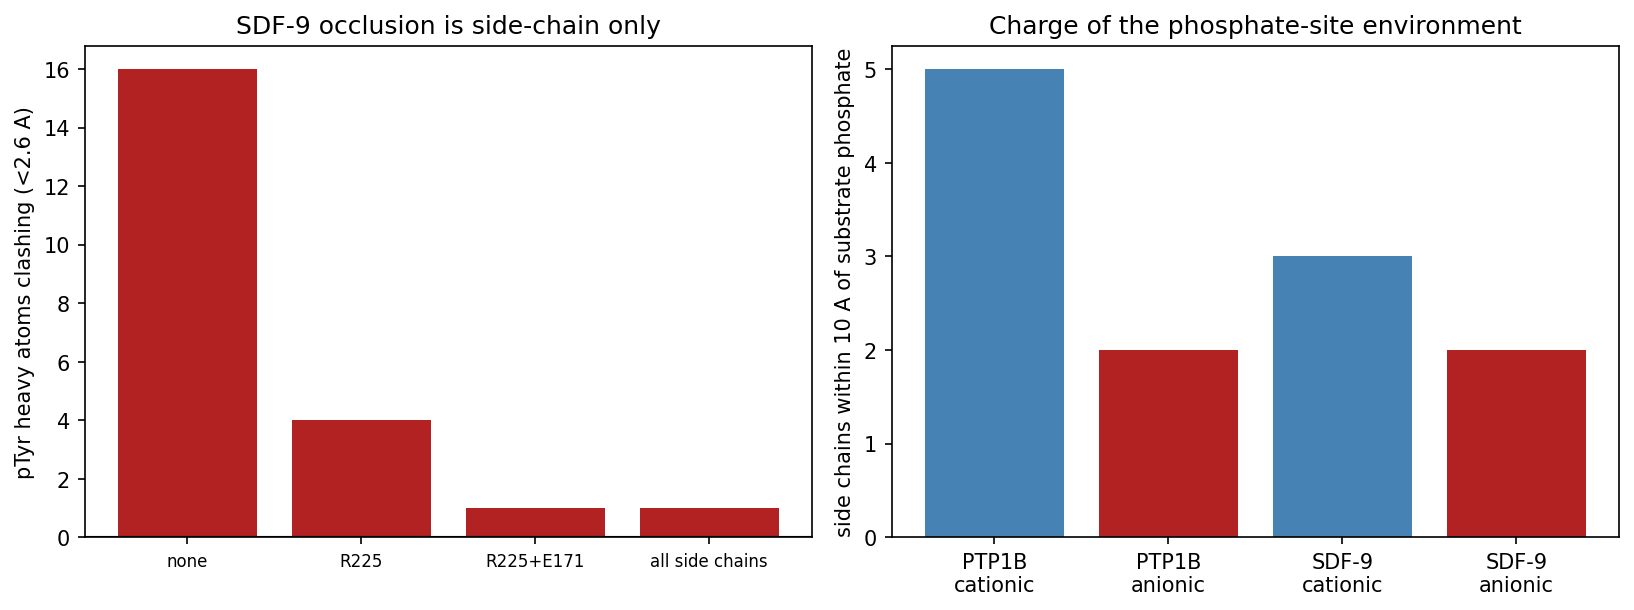 SDF-9 occlusion is side-chain only
pTyr heavy atoms clashing (<2.6 A)
16
14
12
10
8
6
4
2
0
none
R225
R225+E171
all side chains
Charge of the phosphate-site environment
side chains within 10 A of substrate phosphate
5
4
3
2
1
0
PTP1B
cationic
PTP1B
anionic
SDF-9
cationic
SDF-9
anionic